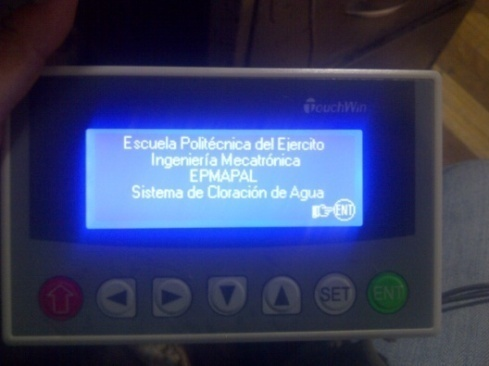 TouchWin
Escuela Politécnica del Ejercito
Ingeniería Mecatrónica
EPMAPAL
Sistema de Cloración de Agua
ENT
SET
ENT